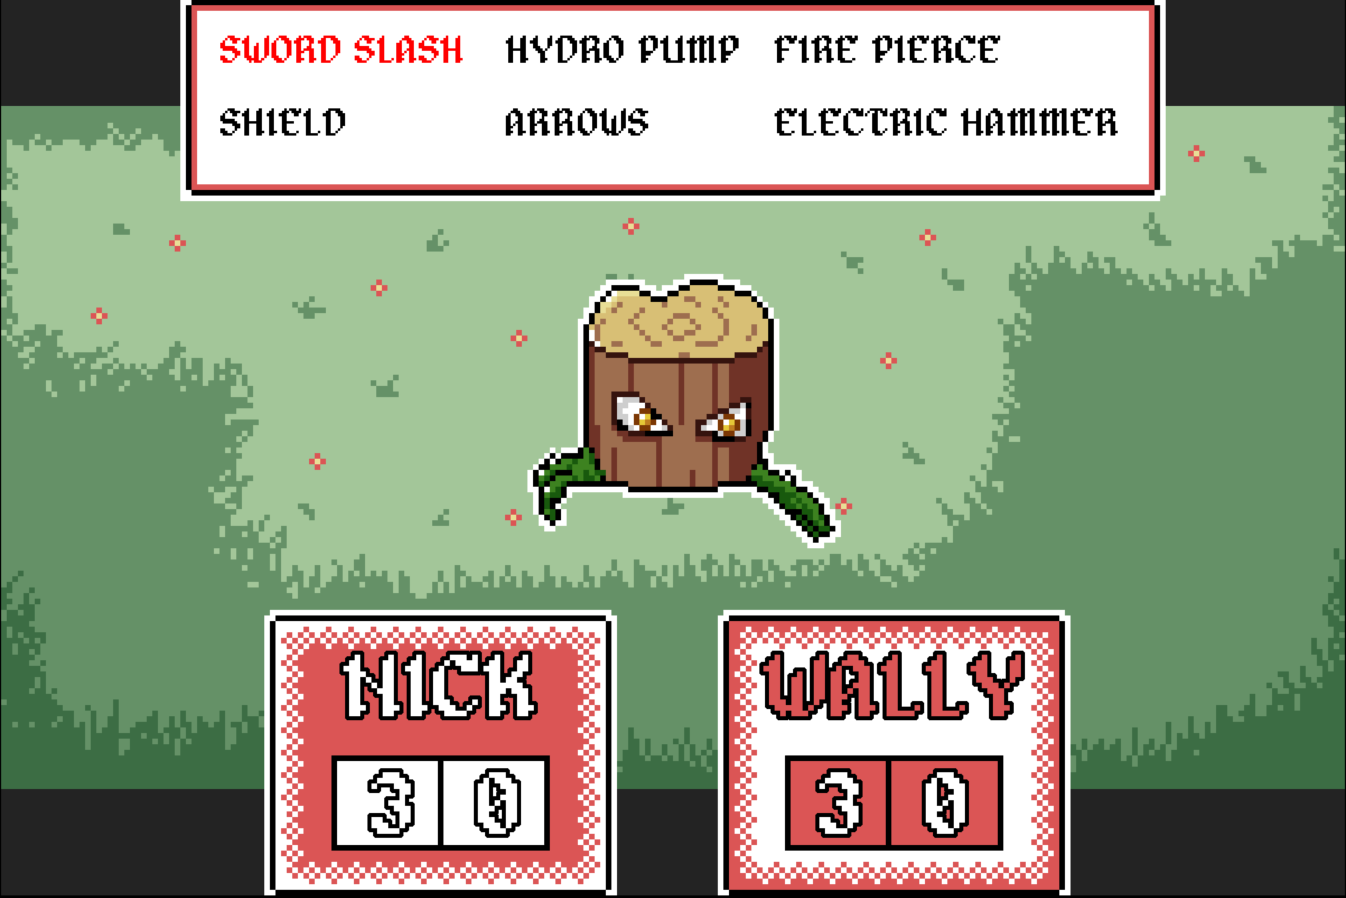 SWORD SLASH HYDRO PUMP FIRE PIERCE
SHIELD ARROWS ELECTRIC HAMMER
NICK WALLY
30 30